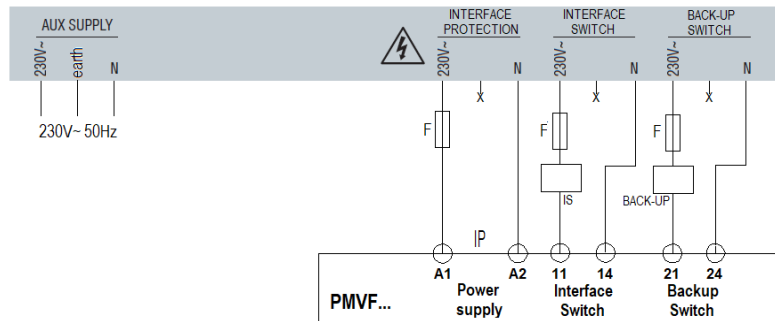 AUX SUPPLY
INTERFACE PROTECTION
INTERFACE SWITCH
BACK-UP SWITCH
230V~ earth N
230V~ N
230V~ N
230V~ N
X X X
230V~ 50Hz
F F F
IS
BACK-UP
IP
A1 A2 11 14 21 24
PMVF...
Power supply
Interface Switch
Backup Switch